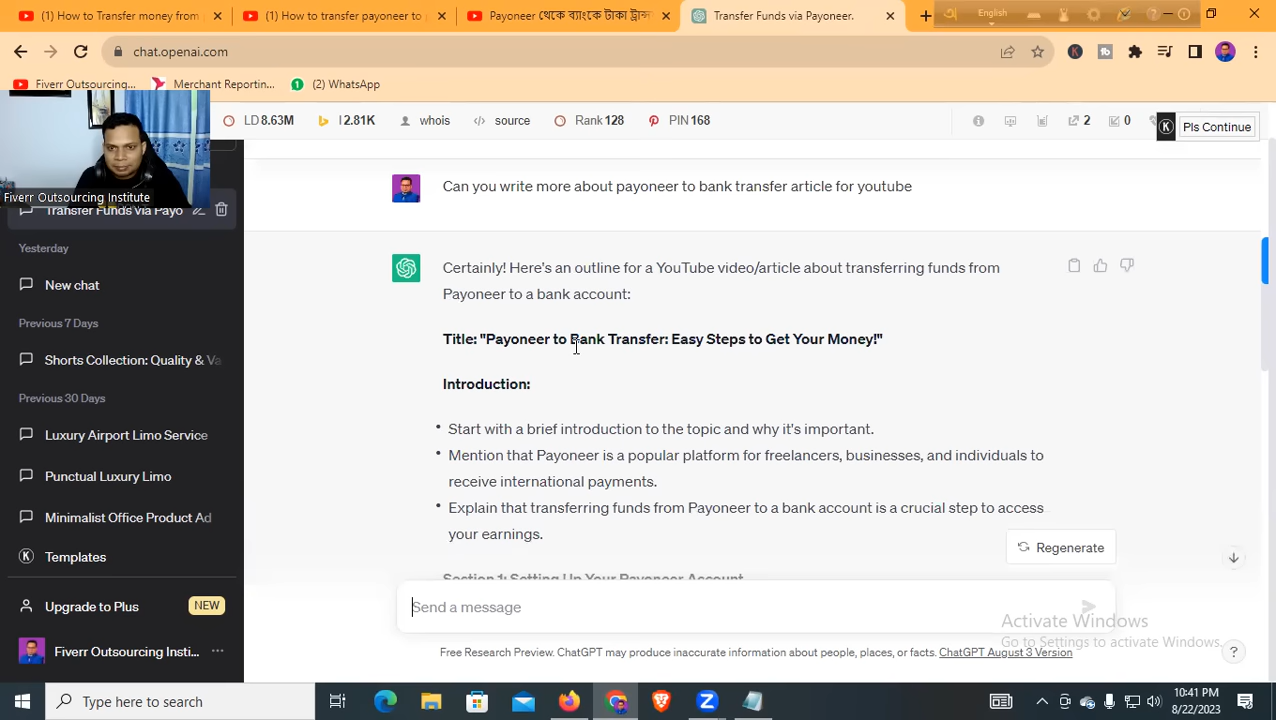 (1) How to Transfer money from
(1) How to transfer payoneer to
Payoneer থেকে ব্যাংকে টাকা ট্রান্স
Transfer Funds via Payoneer.
English
chat.openai.com
Fiverr Outsourcing...
Merchant Reportin...
(2) WhatsApp
LD 8.63M
I 2.81K
whois
source
Rank 128
PIN 168
2
0
Pls Continue
Fiverr Outsourcing Institute
Transfer Funds via Payo
Yesterday
New chat
Previous 7 Days
Shorts Collection: Quality & Va
Previous 30 Days
Luxury Airport Limo Service
Punctual Luxury Limo
Minimalist Office Product Ad
Templates
Upgrade to Plus
NEW
Fiverr Outsourcing Insti...
Can you write more about payoneer to bank transfer article for youtube
Certainly! Here's an outline for a YouTube video/article about transferring funds from
Payoneer to a bank account:
Title: "Payoneer to Bank Transfer: Easy Steps to Get Your Money!"
Introduction:
• Start with a brief introduction to the topic and why it's important.
• Mention that Payoneer is a popular platform for freelancers, businesses, and individuals to
receive international payments.
• Explain that transferring funds from Payoneer to a bank account is a crucial step to access
your earnings.
Section 1: Setting Up Your Payoneer Account
Regenerate
Send a message
Activate Windows
Go to Settings to activate Windows.
Free Research Preview. ChatGPT may produce inaccurate information about people, places, or facts. ChatGPT August 3 Version
Type here to search
10:41 PM
8/22/2023